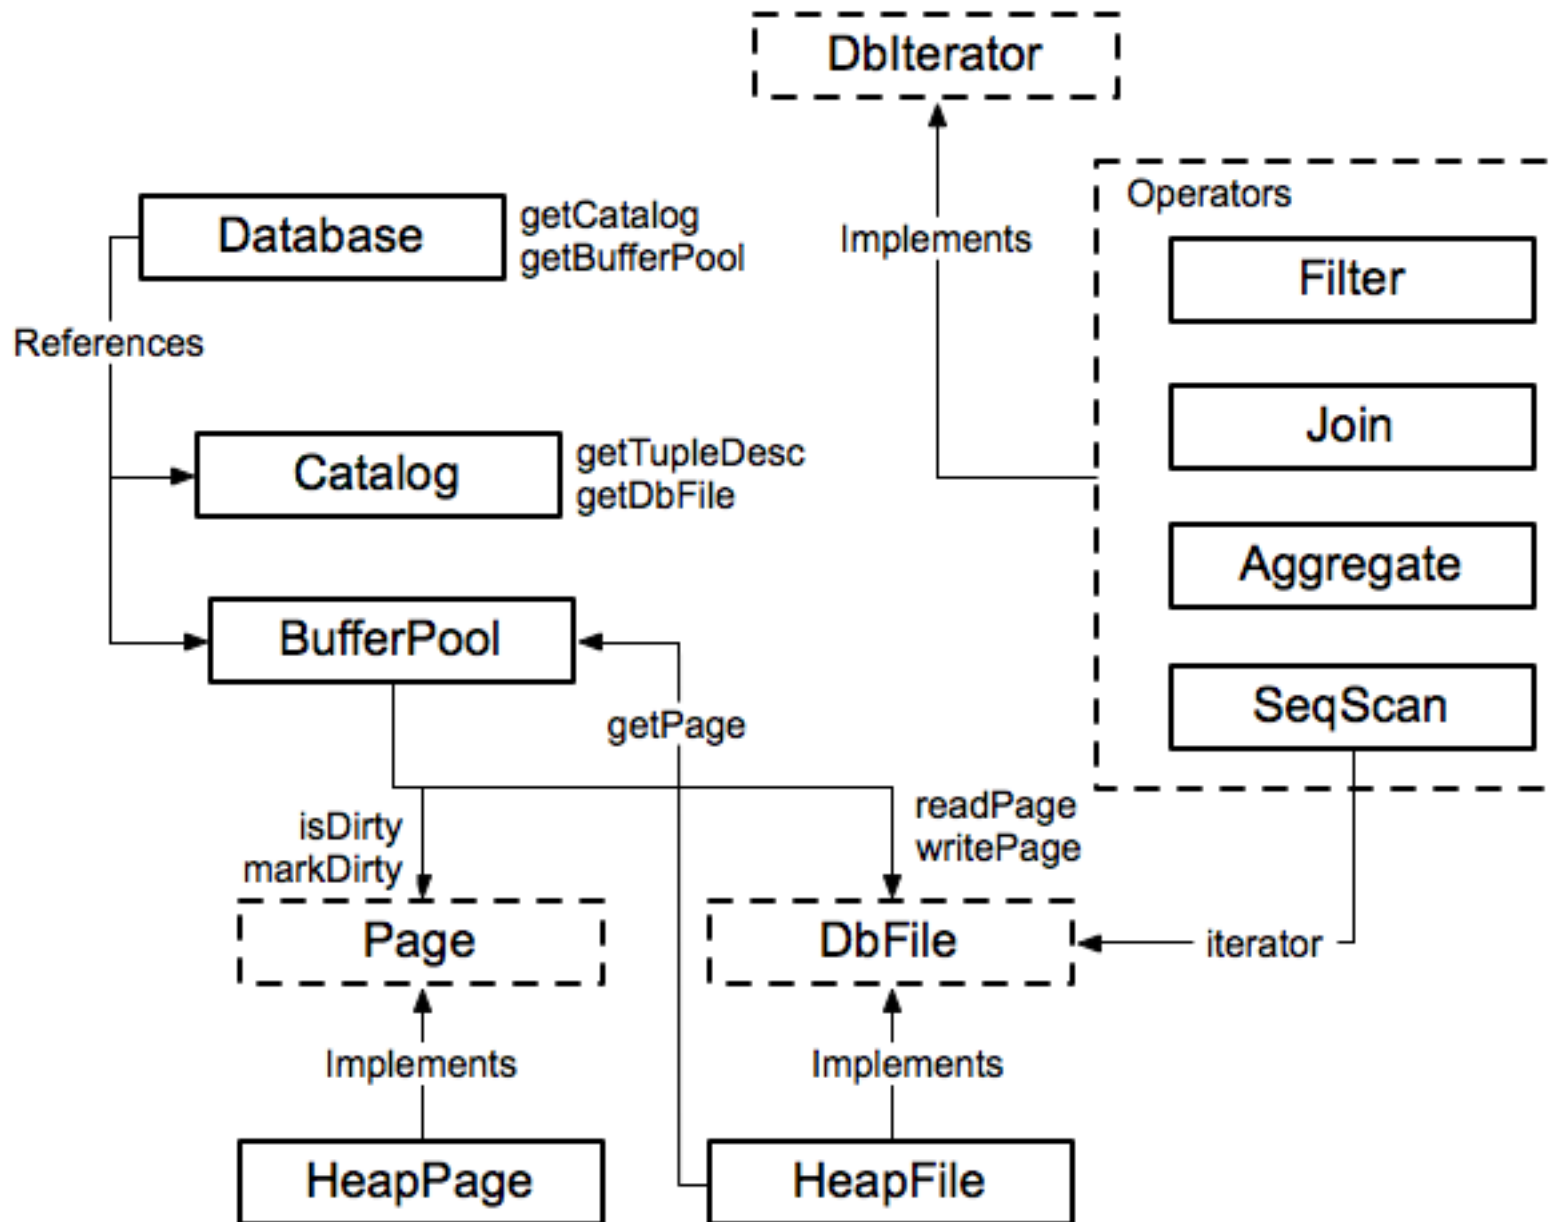 DbIterator
Operators
Database
getCatalog
getBufferPool
Implements
Filter
References
Join
Catalog
getTupleDesc
getDbFile
Aggregate
BufferPool
SeqScan
getPage
isDirty
markDirty
readPage
writePage
Page
DbFile
iterator
Implements
Implements
HeapPage
HeapFile